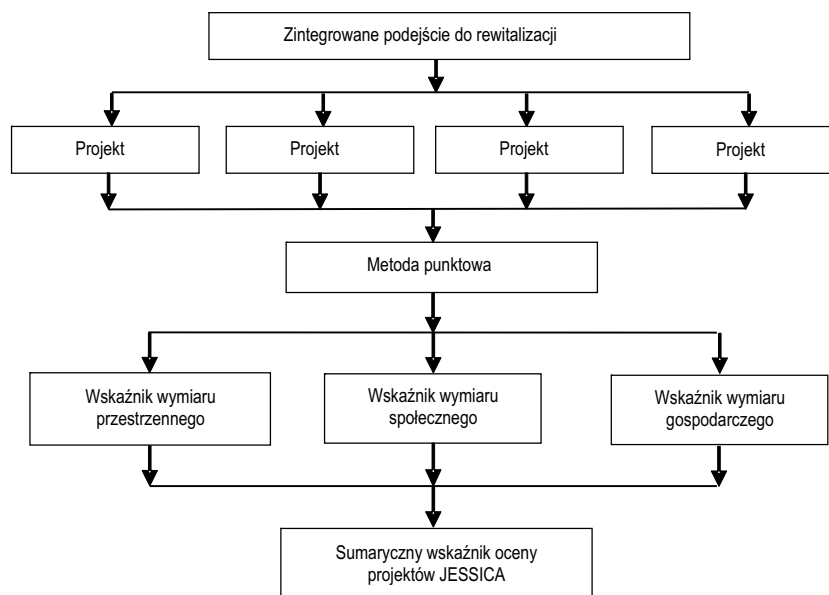 Zintegrowane podejście do rewitalizacji
Projekt
Projekt
Projekt
Projekt
Metoda punktowa
Wskaźnik wymiaru
przestrzennego
Wskaźnik wymiaru
społecznego
Wskaźnik wymiaru
gospodarczego
Sumaryczny wskaźnik oceny
projektów JESSICA